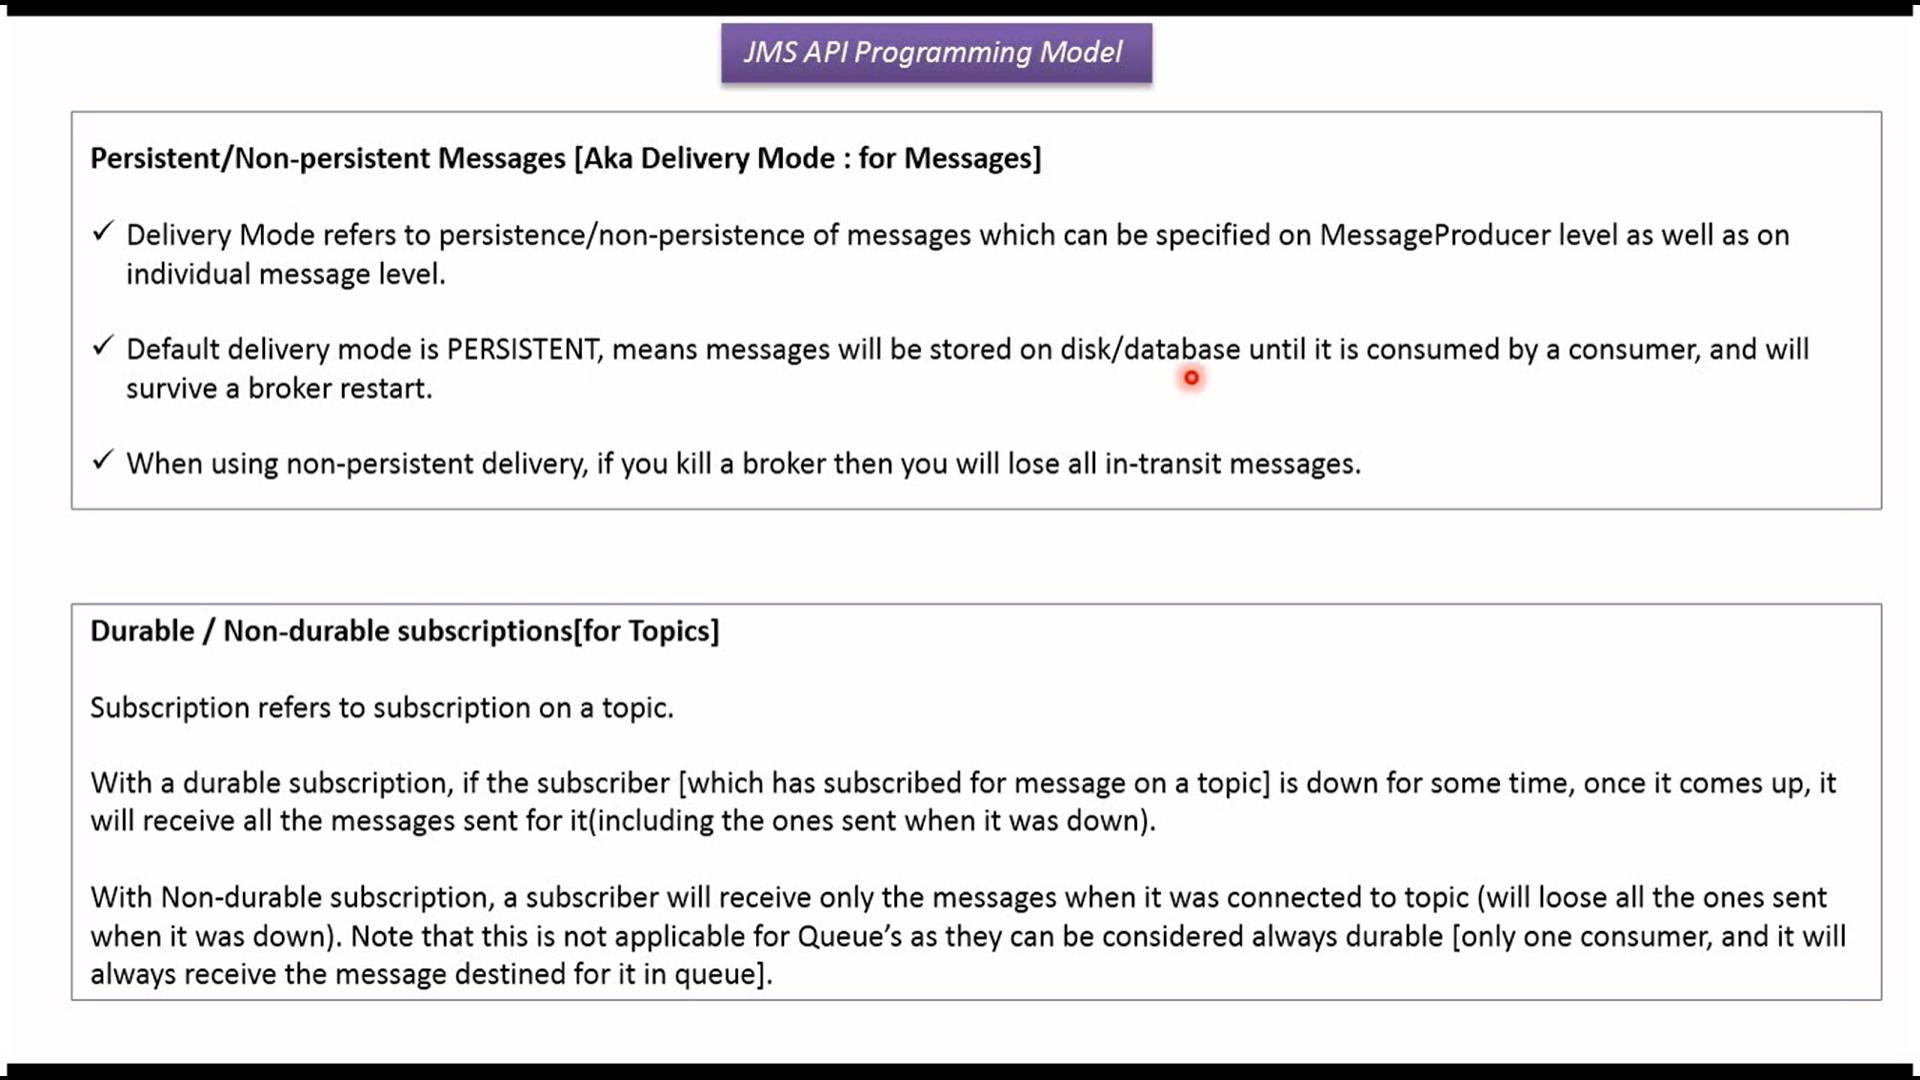 JMS API Programming Model
Persistent/Non-persistent Messages [Aka Delivery Mode : for Messages]
✓ Delivery Mode refers to persistence/non-persistence of messages which can be specified on MessageProducer level as well as on
individual message level.
✓ Default delivery mode is PERSISTENT, means messages will be stored on disk/database until it is consumed by a consumer, and will
survive a broker restart.
✓ When using non-persistent delivery, if you kill a broker then you will lose all in-transit messages.
Durable / Non-durable subscriptions[for Topics]
Subscription refers to subscription on a topic.
With a durable subscription, if the subscriber [which has subscribed for message on a topic] is down for some time, once it comes up, it
will receive all the messages sent for it(including the ones sent when it was down).
With Non-durable subscription, a subscriber will receive only the messages when it was connected to topic (will loose all the ones sent
when it was down). Note that this is not applicable for Queue’s as they can be considered always durable [only one consumer, and it will
always receive the message destined for it in queue].